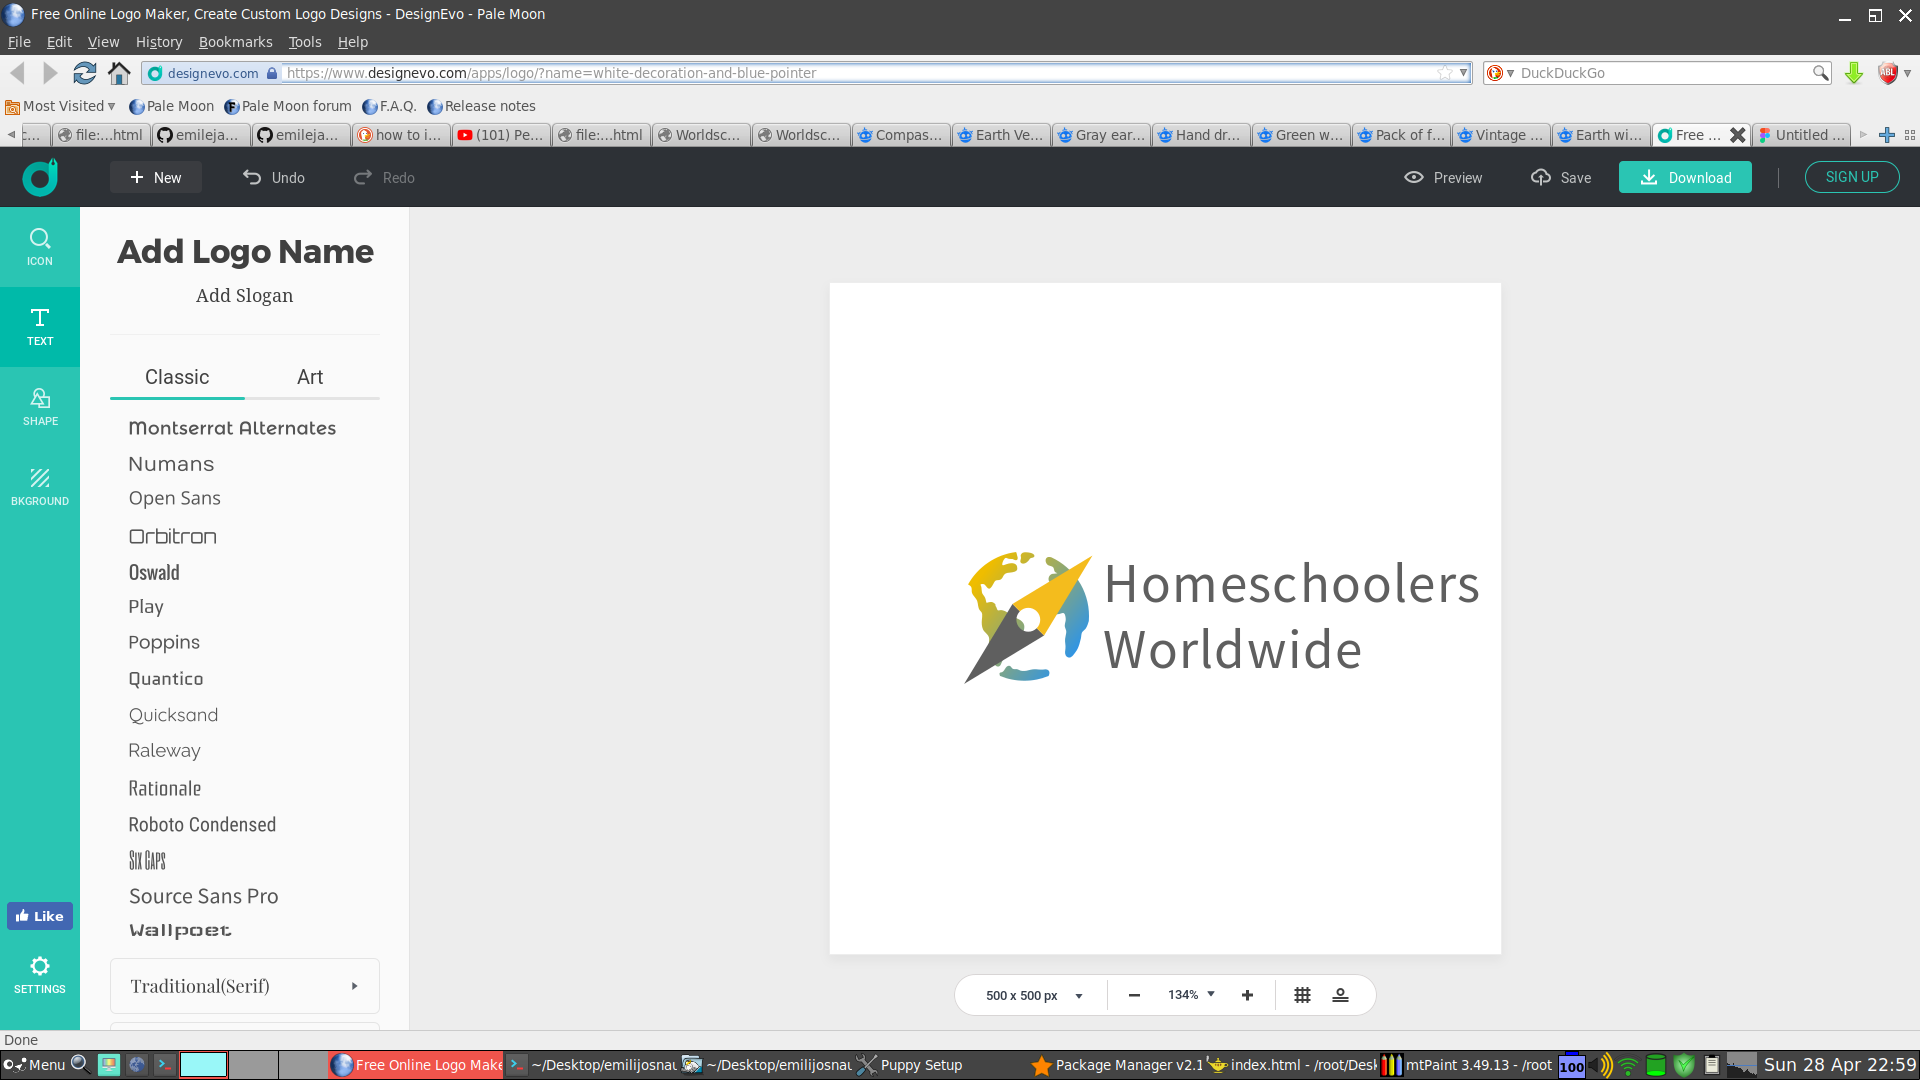 Free Online Logo Maker, Create Custom Logo Designs - DesignEvo - Pale Moon
File Edit View History Bookmarks Tools Help
designevo.com https://www.designevo.com/apps/logo/?name=white-decoration-and-blue-pointer DuckDuckGo ABL
Most Visited Pale Moon Pale Moon forum F.A.Q. Release notes
c... file:...html emileja... emileja... how to i... (101) Pe... file:...html Worldsc... Worldsc... Compas... Earth Ve... Gray ear... Hand dr... Green w... Pack of f... Vintage ... Earth wi... Free ... Untitled ...
New Undo Redo Preview Save Download SIGN UP
ICON
TEXT
SHAPE
BKGROUND
Like
SETTINGS
Add Logo Name
Add Slogan
Classic Art
Montserrat Alternates
Numans
Open Sans
Orbitron
Oswald
Play
Poppins
Quantico
Quicksand
Raleway
Rationale
Roboto Condensed
Six Caps
Source Sans Pro
Wallpoet
Traditional(Serif)
Homeschoolers
Worldwide
500 x 500 px 134%
Done
Menu Free Online Logo Make ~/Desktop/emilijosnau ~/Desktop/emilijosnau Puppy Setup Package Manager v2.1 index.html - /root/Desk mtPaint 3.49.13 - /root 100 Sun 28 Apr 22:59